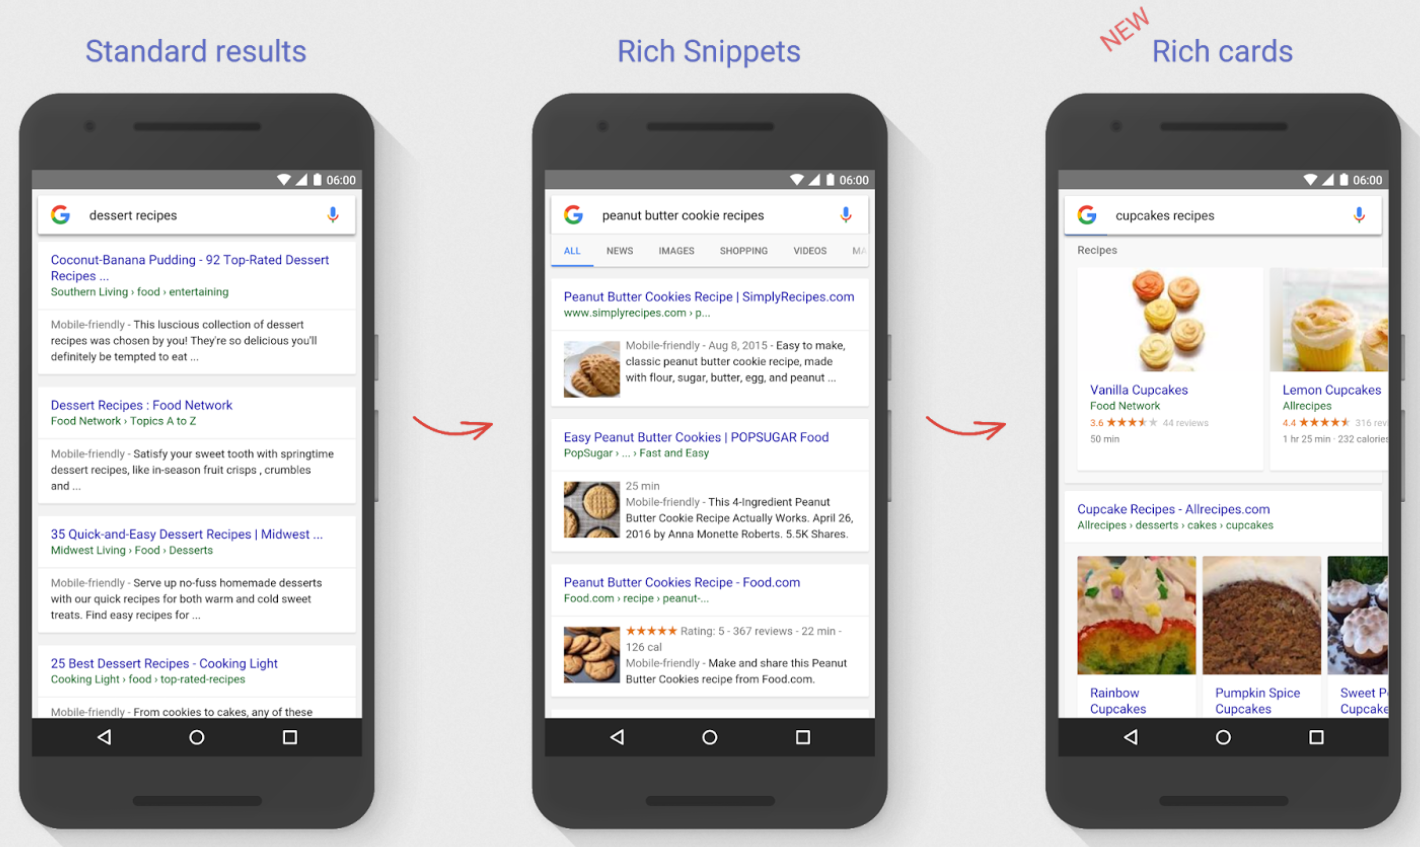 Standard results
06:00
dessert recipes
Coconut-Banana Pudding - 92 Top-Rated Dessert
Recipes ...
Southern Living › food › entertaining
Mobile-friendly - This luscious collection of dessert
recipes was chosen by you! They're so delicious you'll
definitely be tempted to eat ...
Dessert Recipes : Food Network
Food Network › Topics A to Z
Mobile-friendly - Satisfy your sweet tooth with springtime
dessert recipes, like in-season fruit crisps , crumbles
and ...
35 Quick-and-Easy Dessert Recipes | Midwest ...
Midwest Living › Food › Desserts
Mobile-friendly - Serve up no-fuss homemade desserts
with our quick recipes for both warm and cold sweet
treats. Find easy recipes for ...
25 Best Dessert Recipes - Cooking Light
Cooking Light › food › top-rated-recipes
Mobile-friendly - From cookies to cakes, any of these
Rich Snippets
06:00
peanut butter cookie recipes
ALL NEWS IMAGES SHOPPING VIDEOS MA
Peanut Butter Cookies Recipe | SimplyRecipes.com
www.simplyrecipes.com › p...
Mobile-friendly - Aug 8, 2015 - Easy to make,
classic peanut butter cookie recipe, made
with flour, sugar, butter, egg, and peanut ...
Easy Peanut Butter Cookies | POPSUGAR Food
PopSugar › ... › Fast and Easy
25 min
Mobile-friendly - This 4-Ingredient Peanut
Butter Cookie Recipe Actually Works. April 26,
2016 by Anna Monette Roberts. 5.5K Shares.
Peanut Butter Cookies Recipe - Food.com
Food.com › recipe › peanut-...
★★★★★ Rating: 5 - 367 reviews - 22 min -
126 cal
Mobile-friendly - Make and share this Peanut
Butter Cookies recipe from Food.com.
NEW
Rich cards
06:00
cupcakes recipes
Recipes
Vanilla Cupcakes
Food Network
3.6 ★★★★★ 44 reviews
50 min
Lemon Cupcakes
Allrecipes
4.4 ★★★★★ 316 revi
1 hr 25 min · 232 calories
Cupcake Recipes - Allrecipes.com
Allrecipes › desserts › cakes › cupcakes
Rainbow
Cupcakes
Pumpkin Spice
Cupcakes
Sweet P
Cupcake